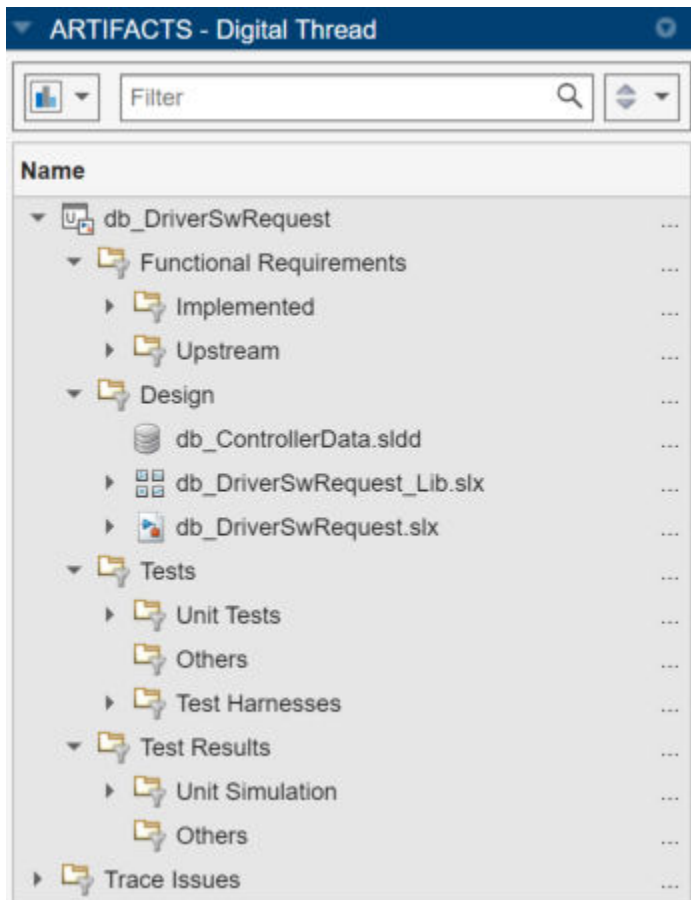 ARTIFACTS - Digital Thread
Filter
Name
db_DriverSwRequest ...
Functional Requirements ...
Implemented ...
Upstream ...
Design ...
db_ControllerData.sldd ...
db_DriverSwRequest_Lib.slx ...
db_DriverSwRequest.slx ...
Tests ...
Unit Tests ...
Others ...
Test Harnesses ...
Test Results ...
Unit Simulation ...
Others ...
Trace Issues ...